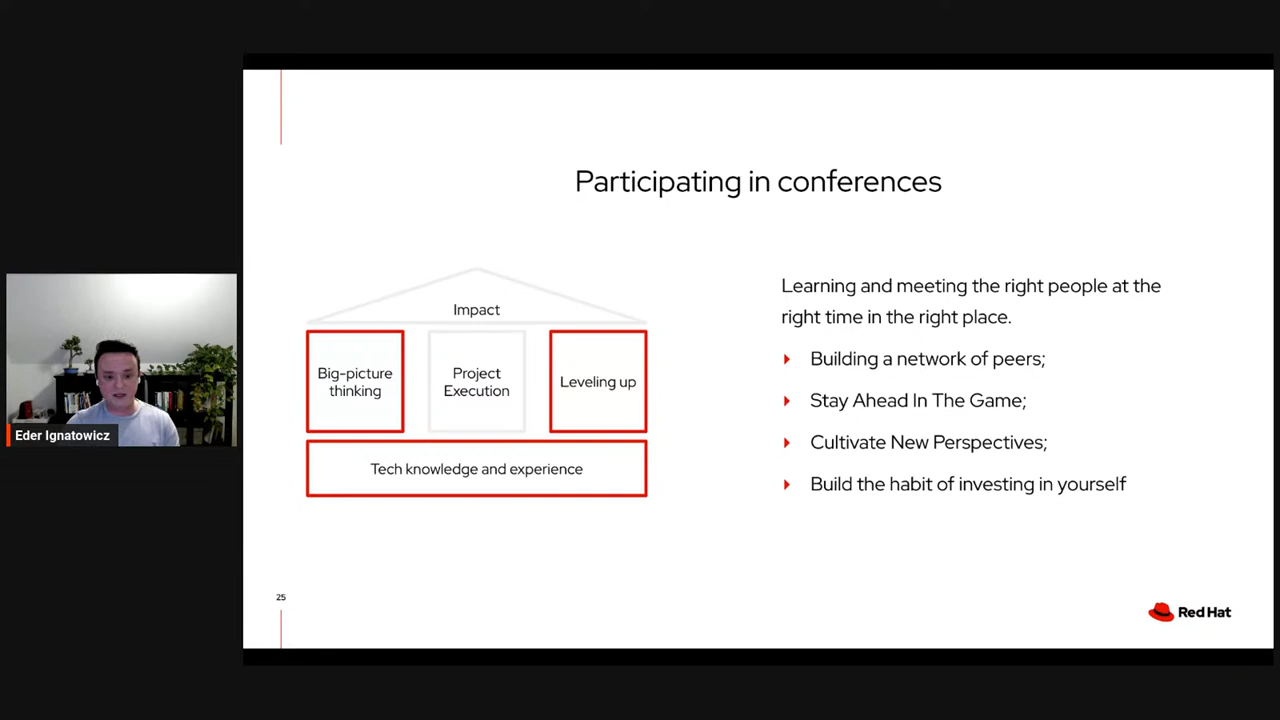 Participating in conferences
Impact
Big-picture
thinking
Project
Execution
Leveling up
Tech knowledge and experience
Learning and meeting the right people at the
right time in the right place.
Building a network of peers;
Stay Ahead In The Game;
Cultivate New Perspectives;
Build the habit of investing in yourself
Eder Ignatowicz
25
Red Hat